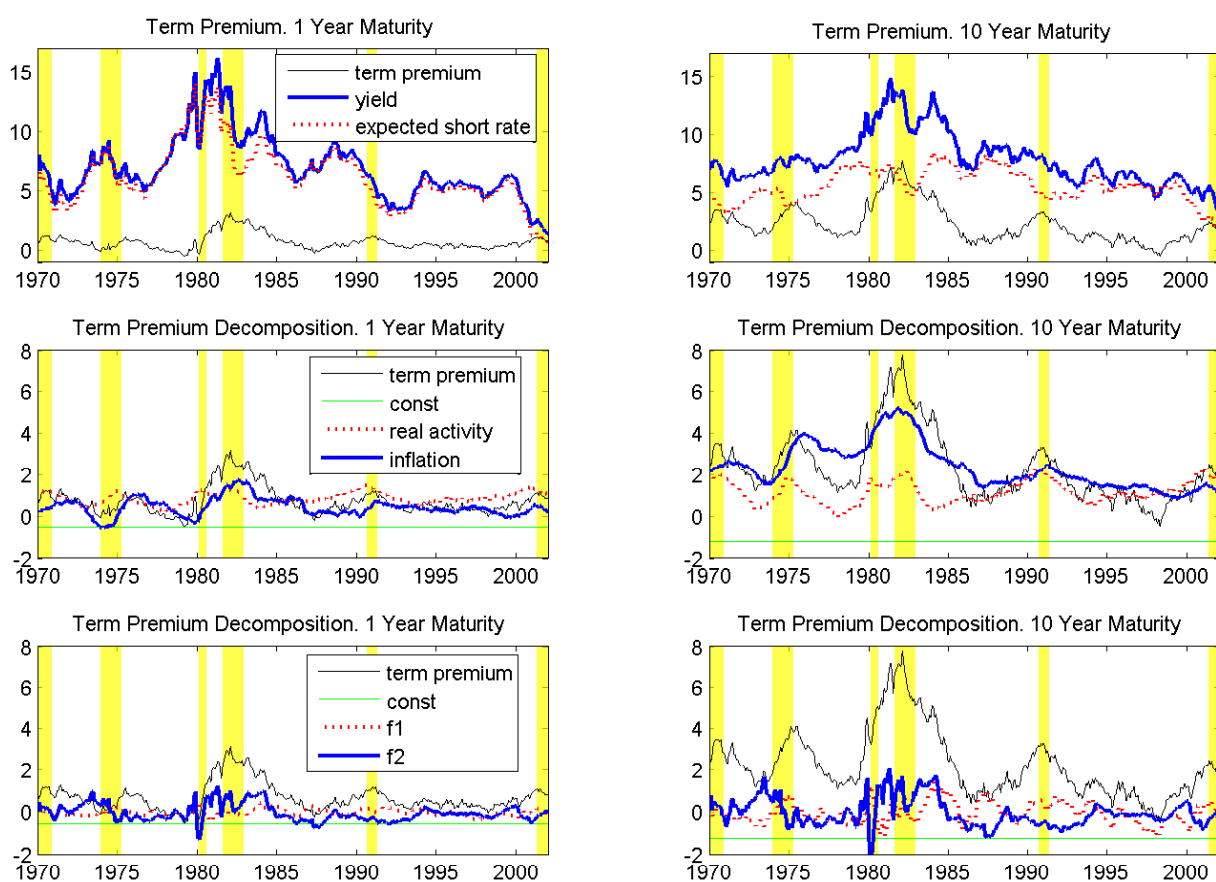 Term Premium. 1 Year Maturity
15
10
5
0
term premium
yield
expected short rate
1970 1975 1980 1985 1990 1995 2000
Term Premium. 10 Year Maturity
15
10
5
0
1970 1975 1980 1985 1990 1995 2000
Term Premium Decomposition. 1 Year Maturity
8
6
4
2
0
-2
term premium
const
real activity
inflation
1970 1975 1980 1985 1990 1995 2000
Term Premium Decomposition. 10 Year Maturity
8
6
4
2
0
-2
1970 1975 1980 1985 1990 1995 2000
Term Premium Decomposition. 1 Year Maturity
8
6
4
2
0
-2
term premium
const
f1
f2
1970 1975 1980 1985 1990 1995 2000
Term Premium Decomposition. 10 Year Maturity
8
6
4
2
0
-2
1970 1975 1980 1985 1990 1995 2000